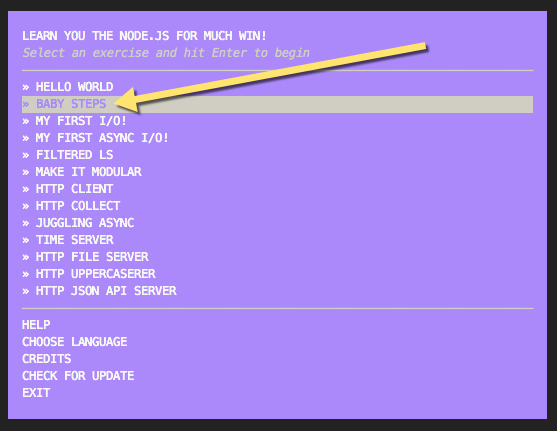 LEARN YOU THE NODE.JS FOR MUCH WIN!
Select an exercise and hit Enter to begin
» HELLO WORLD
» BABY STEPS
» MY FIRST I/O!
» MY FIRST ASYNC I/O!
» FILTERED LS
» MAKE IT MODULAR
» HTTP CLIENT
» HTTP COLLECT
» JUGGLING ASYNC
» TIME SERVER
» HTTP FILE SERVER
» HTTP UPPERCASERER
» HTTP JSON API SERVER
HELP
CHOOSE LANGUAGE
CREDITS
CHECK FOR UPDATE
EXIT